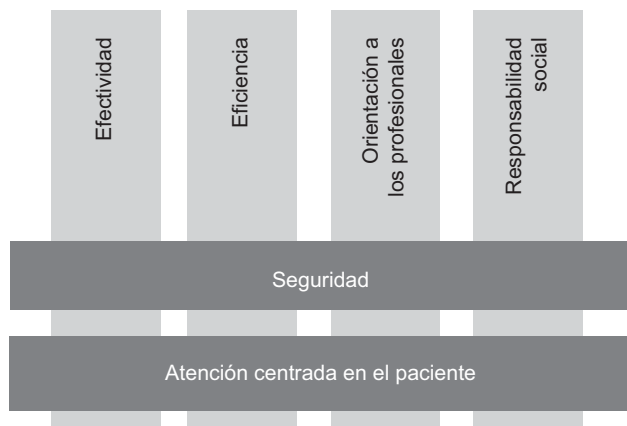 Efectividad
Eficiencia
Orientación a
los profesionales
Responsabilidad
social
Seguridad
Atención centrada en el paciente